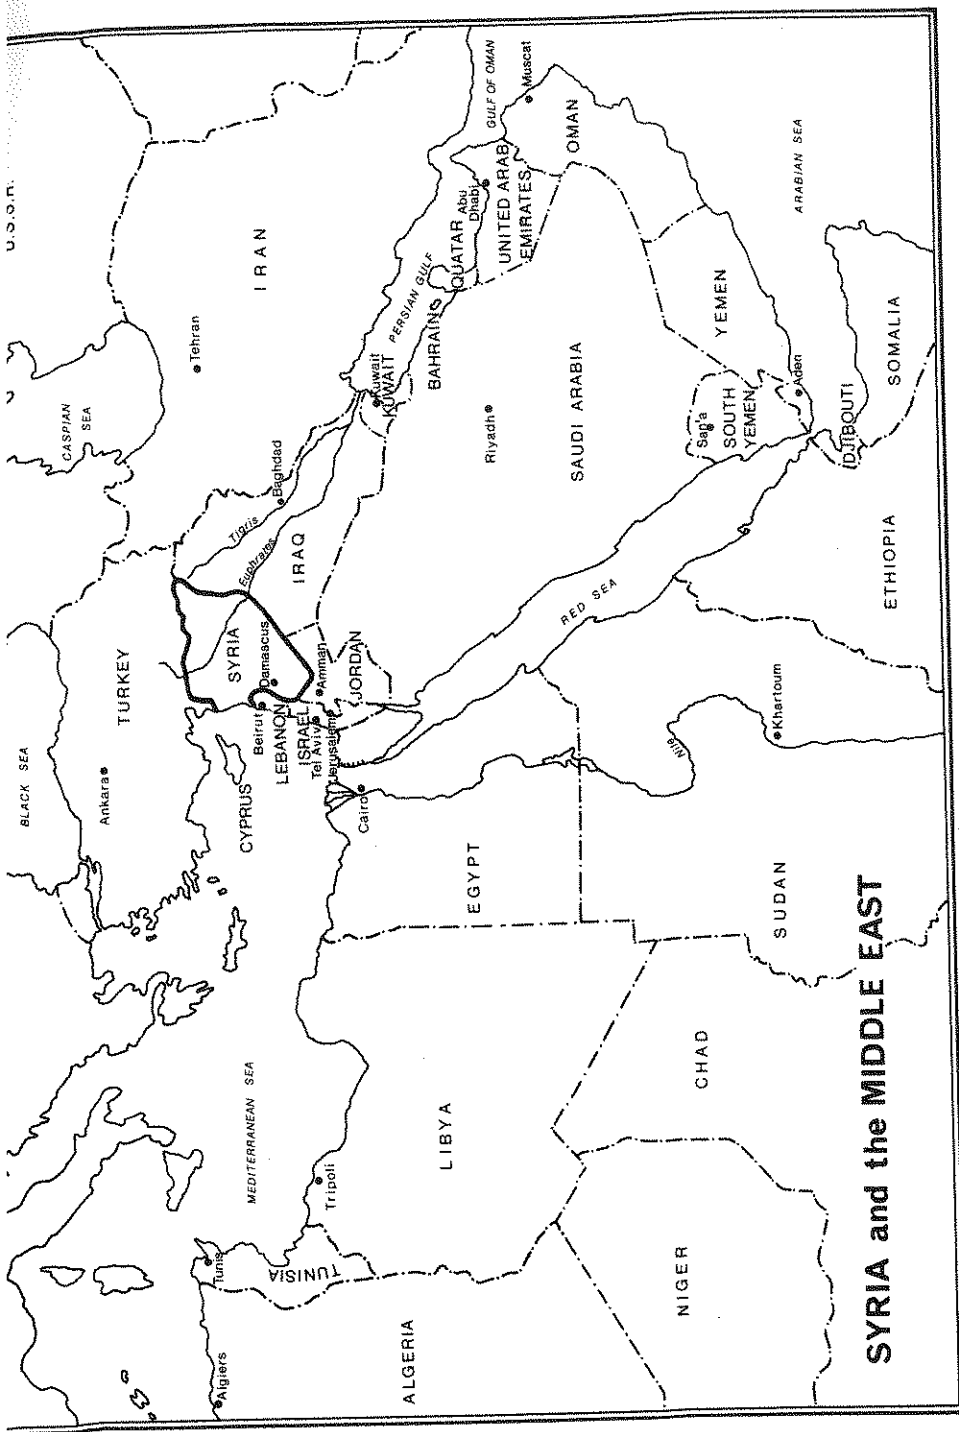 U.S.S.R.
BLACK SEA
CASPIAN
SEA
Ankara
TURKEY
Tehran
IRAN
CYPRUS
SYRIA
Tigris
Euphrates
Baghdad
Beirut
Damascus
LEBANON
IRAQ
ISRAEL
Tel Aviv
Amman
Jerusalem
JORDAN
Kuwait
KUWAIT
PERSIAN GULF
BAHRAIN
QUATAR
Abu
Dhabi
UNITED ARAB
EMIRATES
GULF OF OMAN
Muscat
OMAN
Algiers
Tunis
TUNISIA
MEDITERRANEAN SEA
Tripoli
Cairo
ALGERIA
LIBYA
EGYPT
Riyadh
SAUDI ARABIA
RED SEA
Nile
NIGER
CHAD
SUDAN
Khartoum
San'a
SOUTH
YEMEN
YEMEN
Aden
ARABIAN SEA
ETHIOPIA
DJIBOUTI
SOMALIA
SYRIA and the MIDDLE EAST